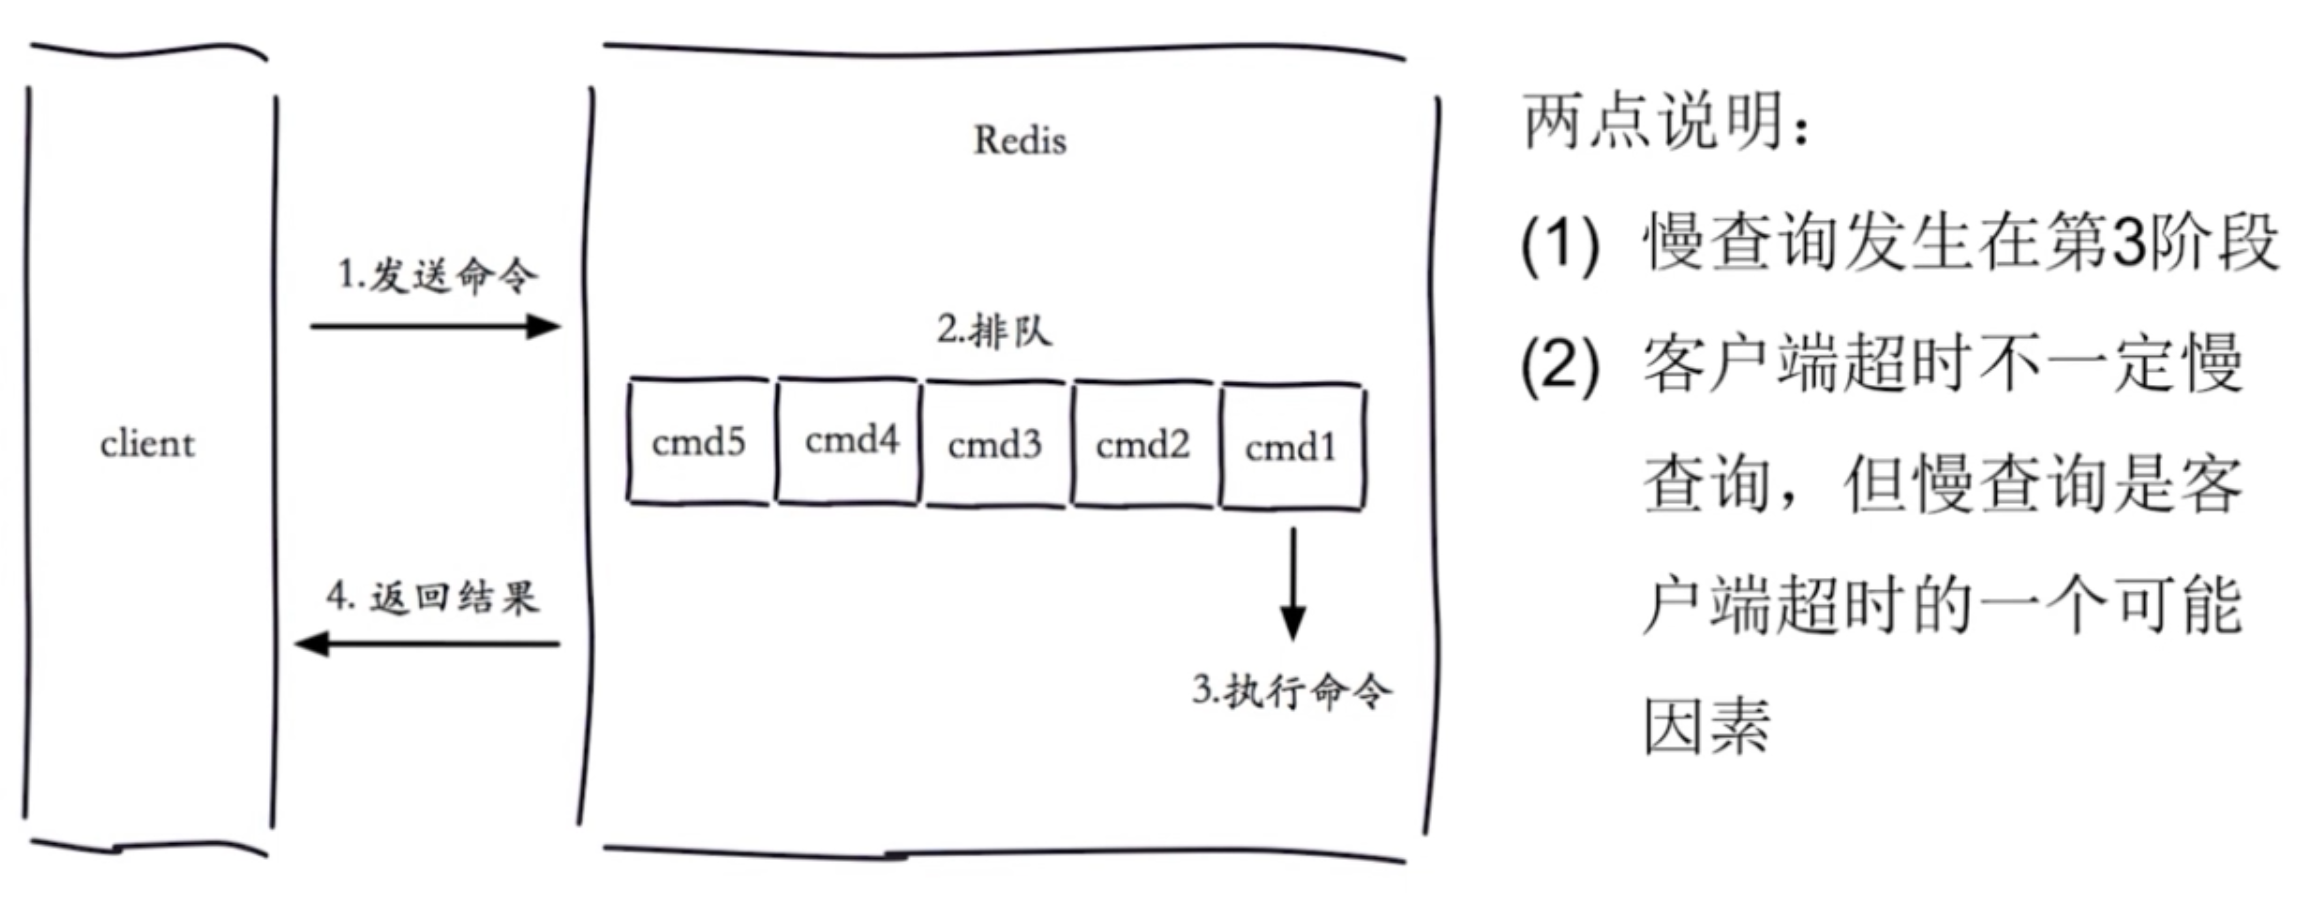 client
1.发送命令
4. 返回结果
Redis
2.排队
cmd5 cmd4 cmd3 cmd2 cmd1
3.执行命令
两点说明：
(1) 慢查询发生在第3阶段
(2) 客户端超时不一定慢
查询，但慢查询是客
户端超时的一个可能
因素